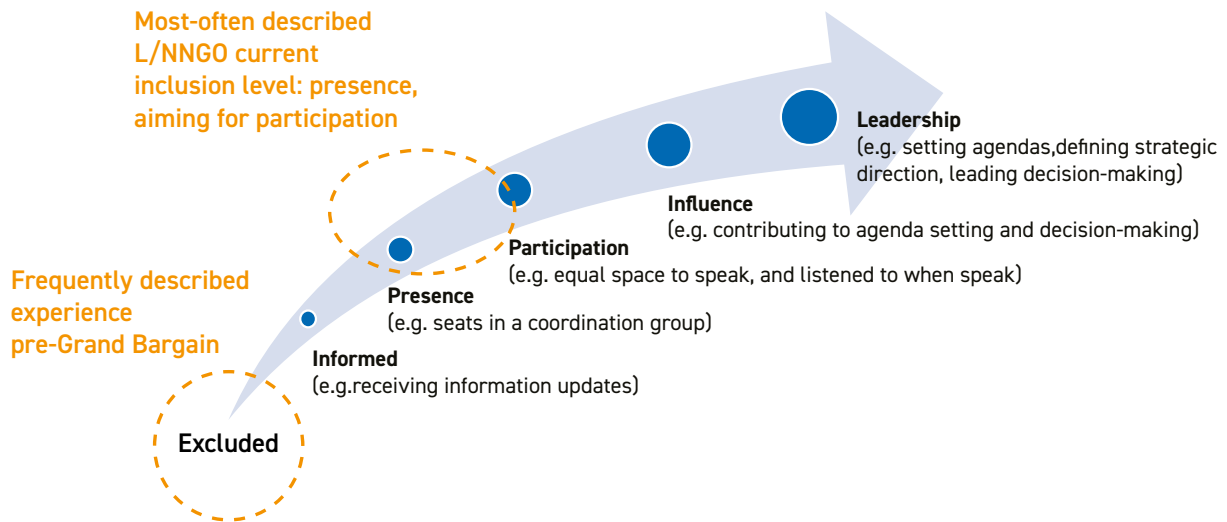 Most-often described
L/NNGO current
inclusion level: presence,
aiming for participation
Leadership
(e.g. setting agendas,defining strategic
direction, leading decision-making)
Influence
(e.g. contributing to agenda setting and decision-making)
Participation
(e.g. equal space to speak, and listened to when speak)
Frequently described
experience
pre-Grand Bargain
Presence
(e.g. seats in a coordination group)
Informed
(e.g.receiving information updates)
Excluded